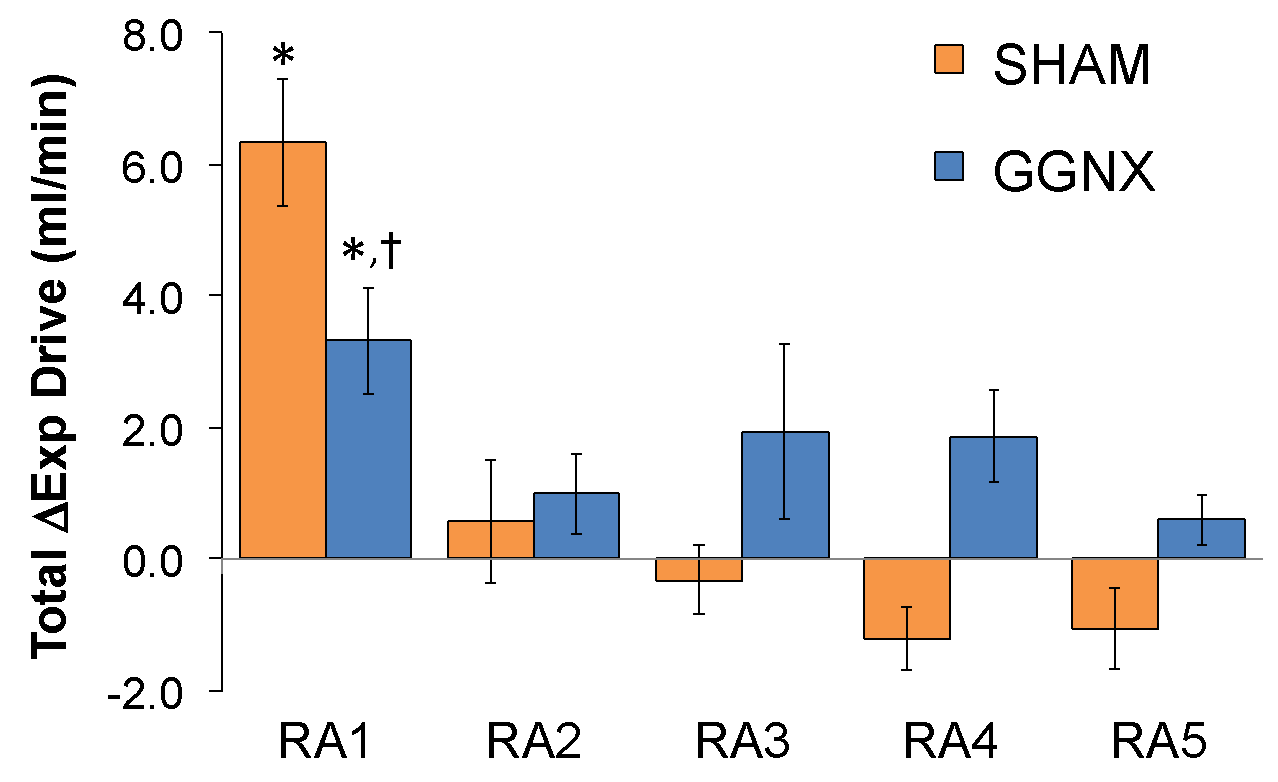 Total ΔExp Drive (ml/min)
8.0
6.0
4.0
2.0
0.0
-2.0
*
*,†
SHAM
GGNX
RA1 RA2 RA3 RA4 RA5